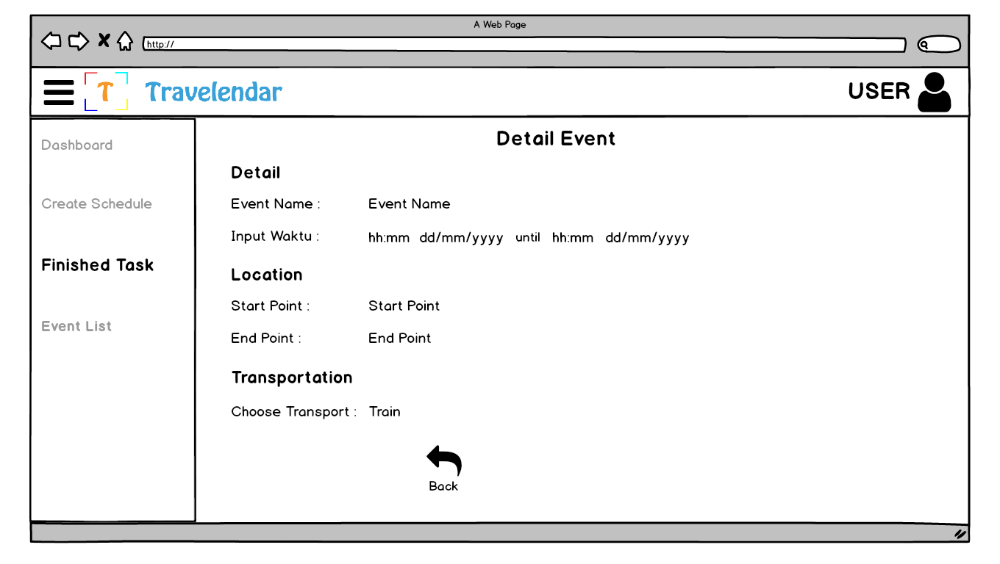 A Web Page
http://
T Travelendar
USER
Dashboard
Create Schedule
Finished Task
Event List
Detail Event
Detail
Event Name : Event Name
Input Waktu : hh:mm dd/mm/yyyy until hh:mm dd/mm/yyyy
Location
Start Point : Start Point
End Point : End Point
Transportation
Choose Transport : Train
Back